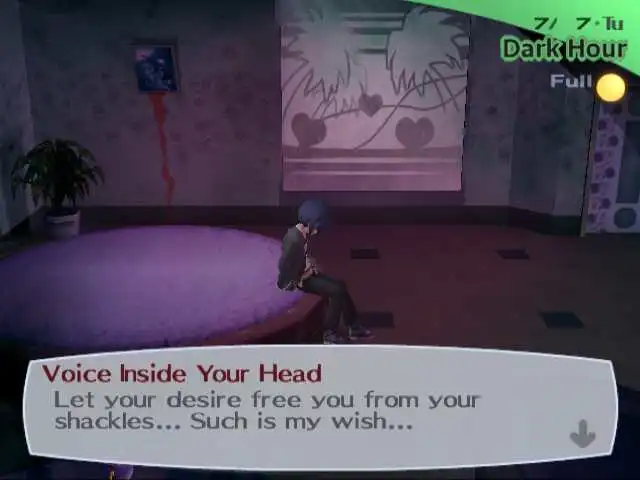 7/ 7·Tu
Dark Hour
Full
Voice Inside Your Head
Let your desire free you from your
shackles... Such is my wish...